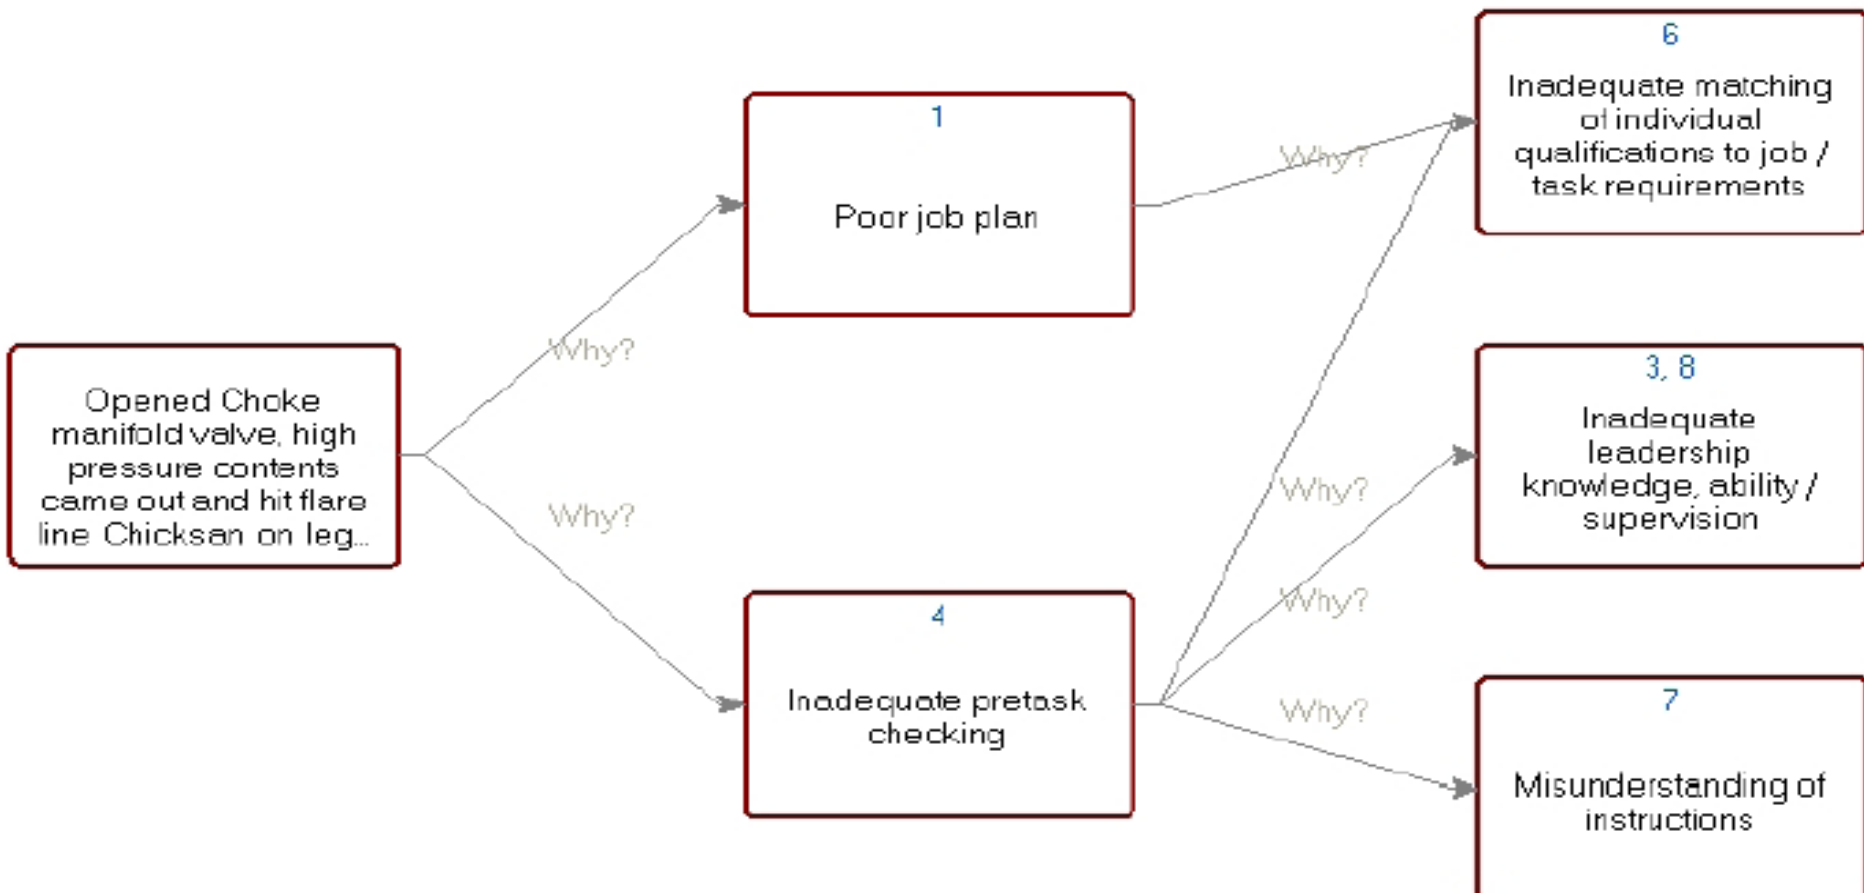 Opened Choke
manifold valve, high
pressure contents
came out and hit flare
line Chicksan on leg...
Why?
Why?
1
Poor job plan
4
Inadequate pretask
checking
Why?
Why?
Why?
Why?
6
Inadequate matching
of individual
qualifications to job /
task requirements
3, 8
Inadequate
leadership
knowledge, ability /
supervision
7
Misunderstanding of
instructions